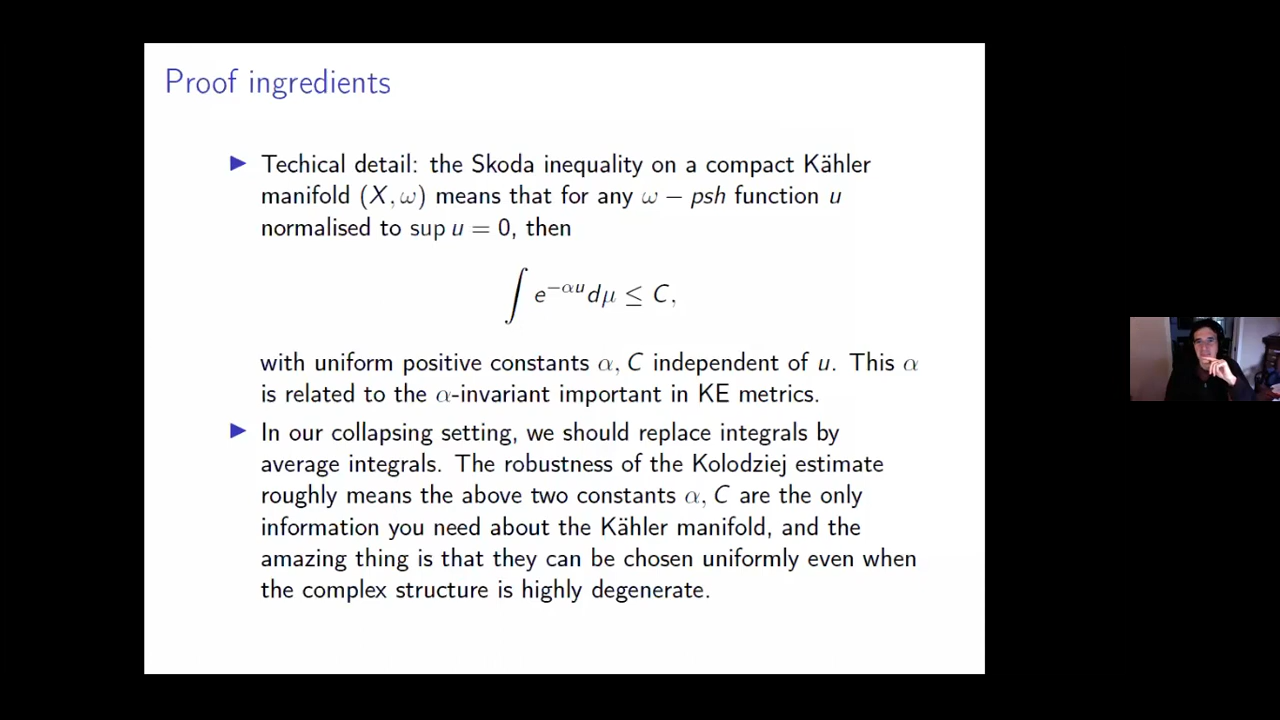 Proof ingredients
▶ Techical detail: the Skoda inequality on a compact Kähler
manifold (X, ω) means that for any ω − psh function u
normalised to sup u = 0, then
∫ e^{−αu} dμ ≤ C,
with uniform positive constants α, C independent of u. This α
is related to the α-invariant important in KE metrics.
▶ In our collapsing setting, we should replace integrals by
average integrals. The robustness of the Kolodziej estimate
roughly means the above two constants α, C are the only
information you need about the Kähler manifold, and the
amazing thing is that they can be chosen uniformly even when
the complex structure is highly degenerate.